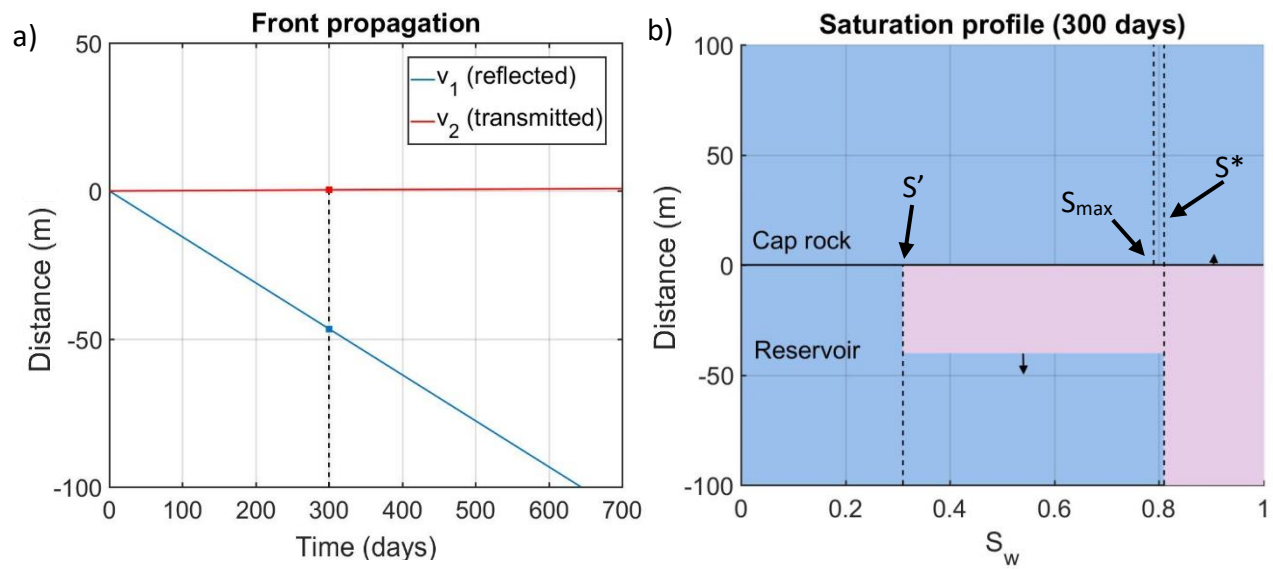 a)
Front propagation
50
0
-50
-100
Distance (m)
0 100 200 300 400 500 600 700
Time (days)
v1 (reflected)
v2 (transmitted)
b)
Saturation profile (300 days)
100
50
0
-50
-100
Distance (m)
S'
Smax
S*
Cap rock
Reservoir
0 0.2 0.4 0.6 0.8 1
Sw